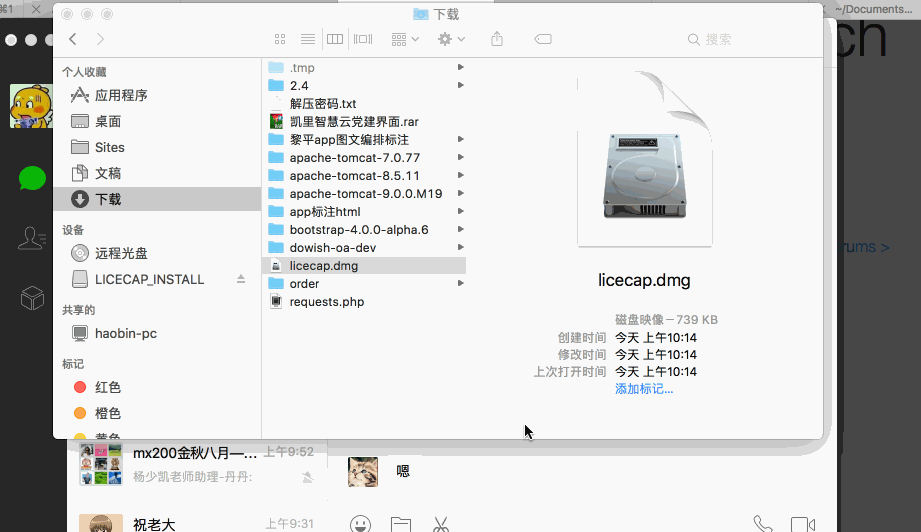 ⌘1
~/Documents...
ch
下载
搜索
个人收藏
应用程序
桌面
Sites
文稿
下载
设备
远程光盘
LICECAP_INSTALL
共享的
haobin-pc
标记
红色
橙色
黄色
.tmp
2.4
解压密码.txt
凯里智慧云党建界面.rar
黎平app图文编排标注
apache-tomcat-7.0.77
apache-tomcat-8.5.11
apache-tomcat-9.0.0.M19
app标注html
bootstrap-4.0.0-alpha.6
dowish-oa-dev
licecap.dmg
order
requests.php
licecap.dmg
磁盘映像 – 739 KB
创建时间 今天 上午10:14
修改时间 今天 上午10:14
上次打开时间 今天 上午10:14
添加标记...
rums >
mx200金秋八月—... 上午9:52
杨少凯老师助理-丹丹:
嗯
祝老大 上午9:31